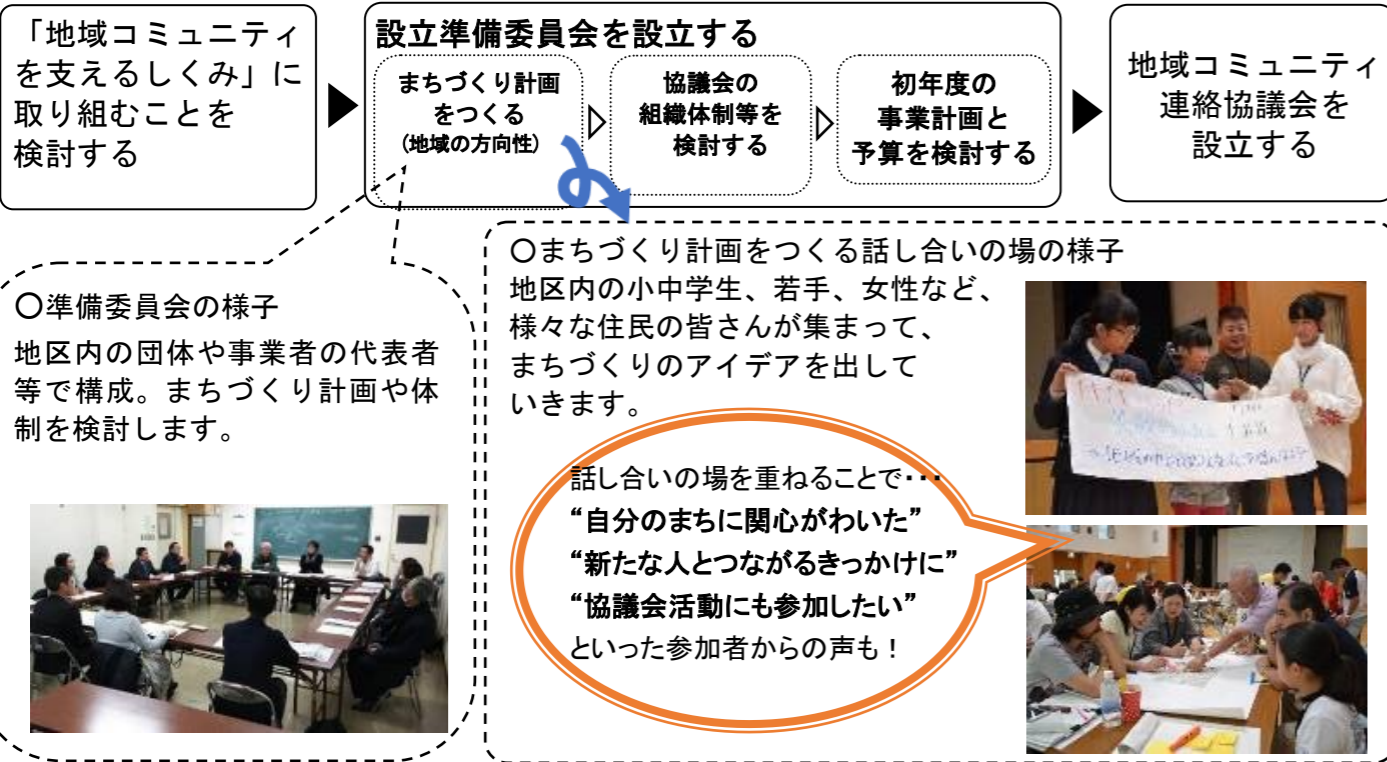 「地域コミュニティ
を支えるしくみ」に
取り組むことを
検討する
設立準備委員会を設立する
まちづくり計画
をつくる
(地域の方向性)
協議会の
組織体制等を
検討する
初年度の
事業計画と
予算を検討する
地域コミュニティ
連絡協議会を
設立する
〇準備委員会の様子
地区内の団体や事業者の代表者
等で構成。まちづくり計画や体
制を検討します。
〇まちづくり計画をつくる話し合いの場の様子
地区内の小中学生、若手、女性など、
様々な住民の皆さんが集まって、
まちづくりのアイデアを出して
いきます。
話し合いの場を重ねることで・・・
“自分のまちに関心がわいた”
“新たな人とつながるきっかけに”
“協議会活動にも参加したい”
といった参加者からの声も！